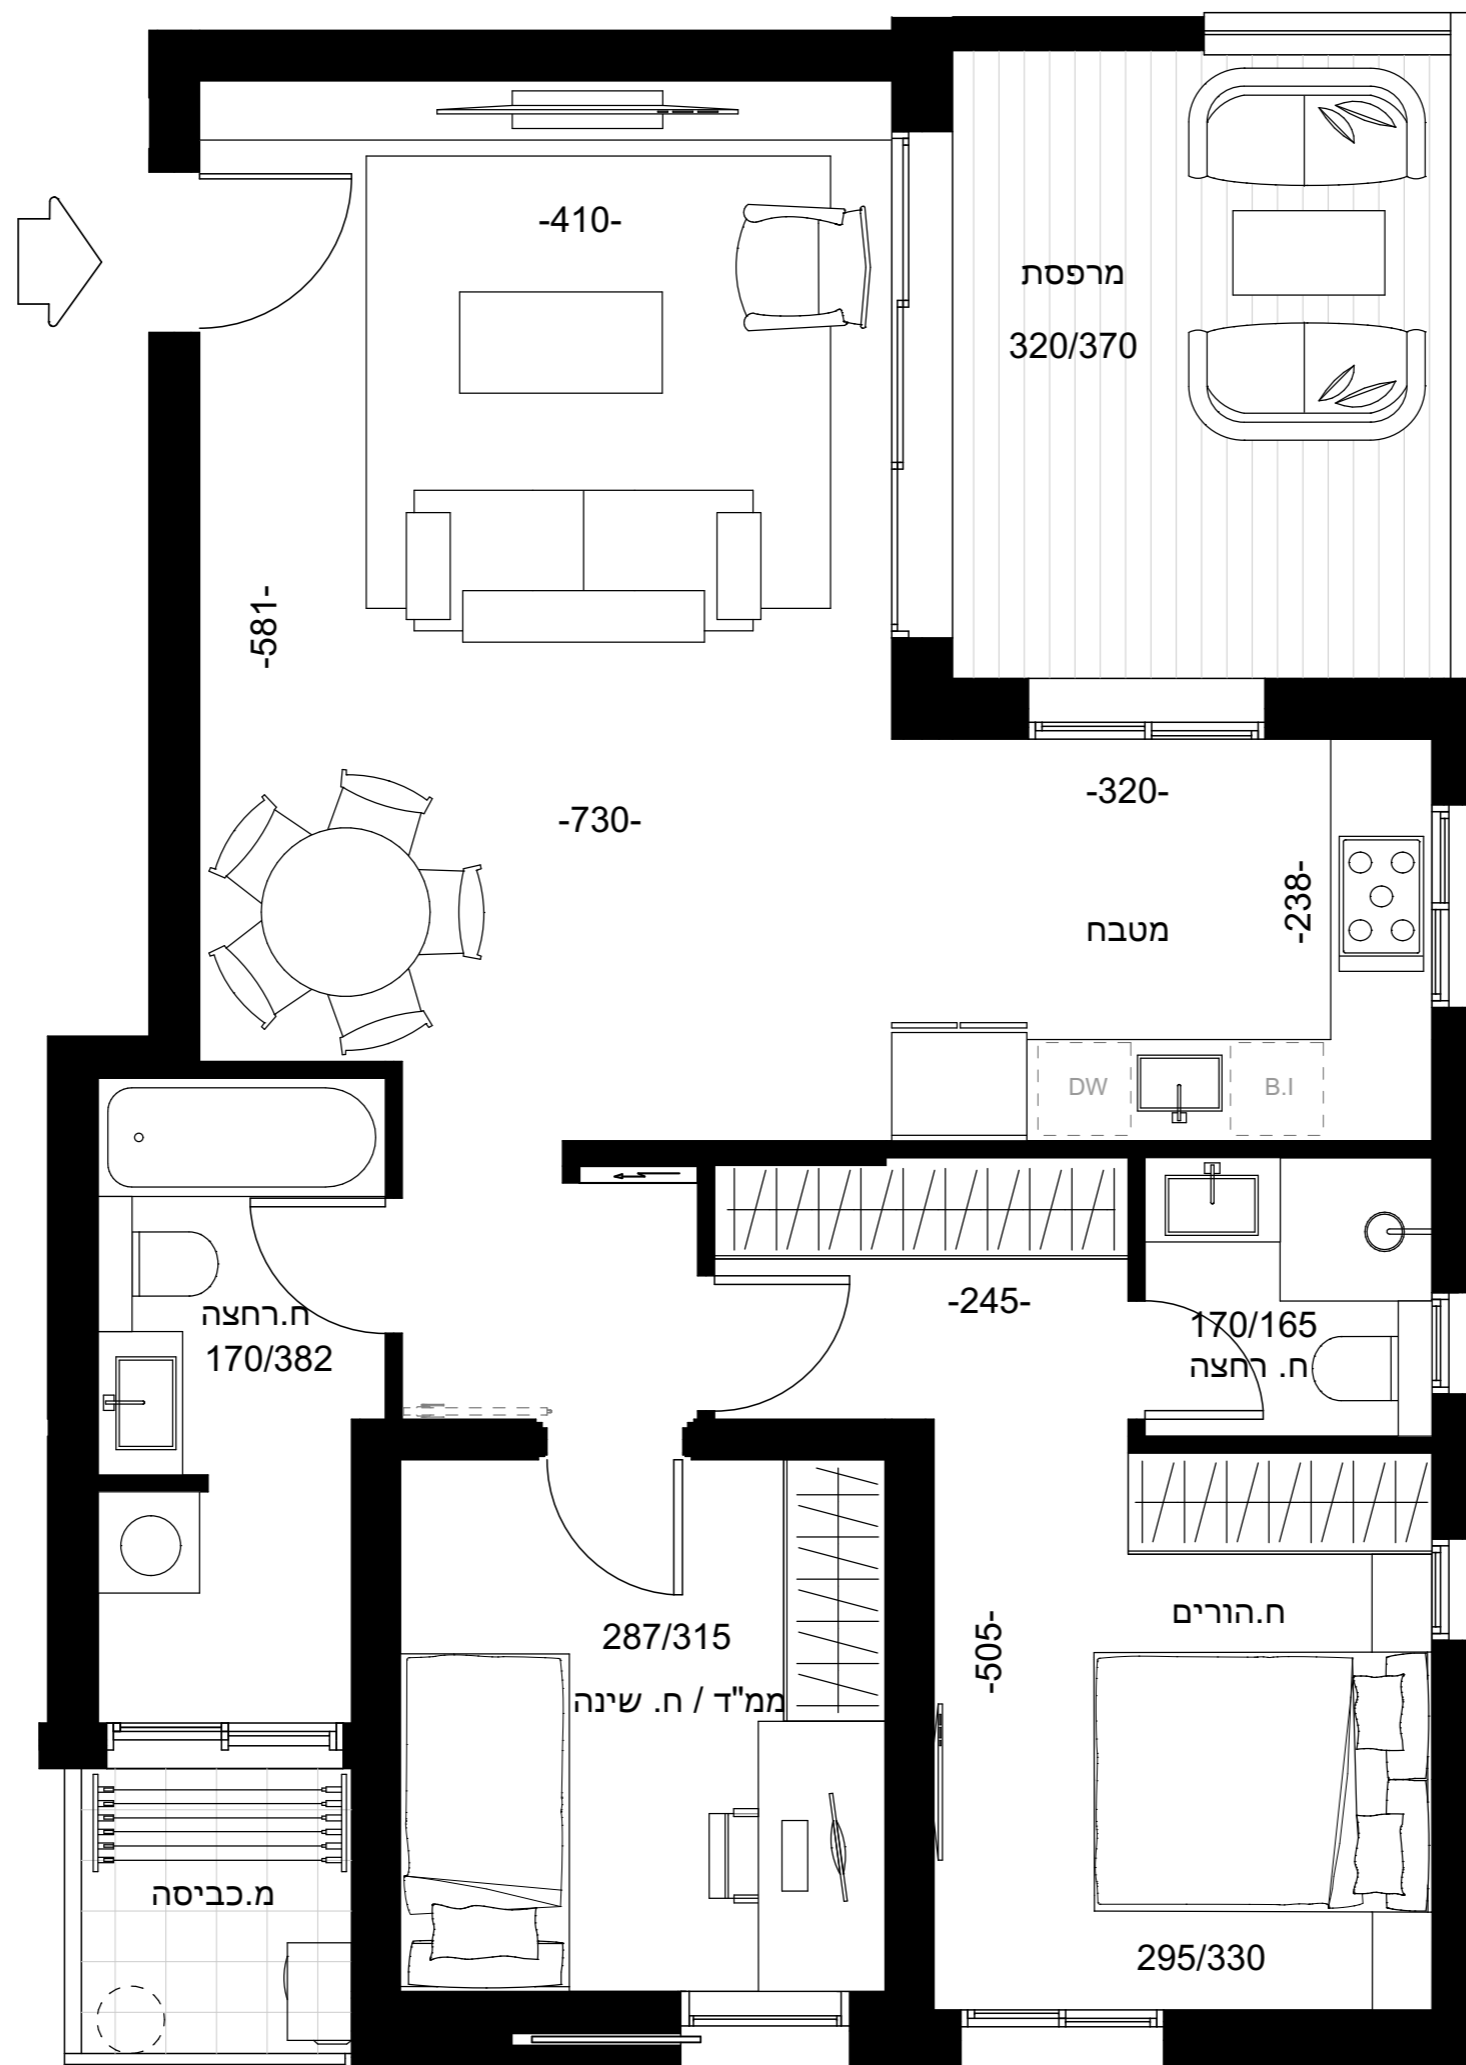 -410-
מרפסת
320/370
-581-
-730-
-320-
-238-
מטבח
DW
B.I
-245-
ח.רחצה
170/382
170/165
ח. רחצה
287/315
ממ"ד / ח. שינה
-505-
ח.הורים
מ.כביסה
295/330